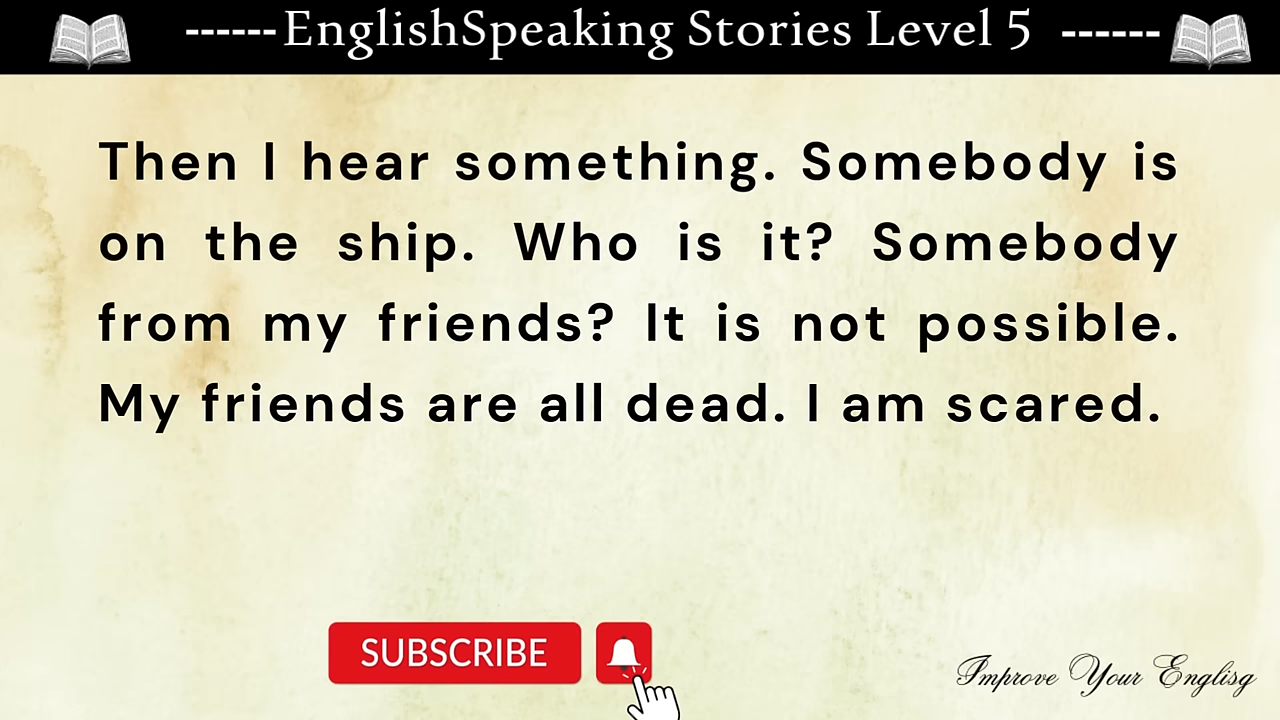 ------EnglishSpeaking Stories Level 5 ------
Then I hear something. Somebody is
on the ship. Who is it? Somebody
from my friends? It is not possible.
My friends are all dead. I am scared.
SUBSCRIBE
Improve Your Englisg